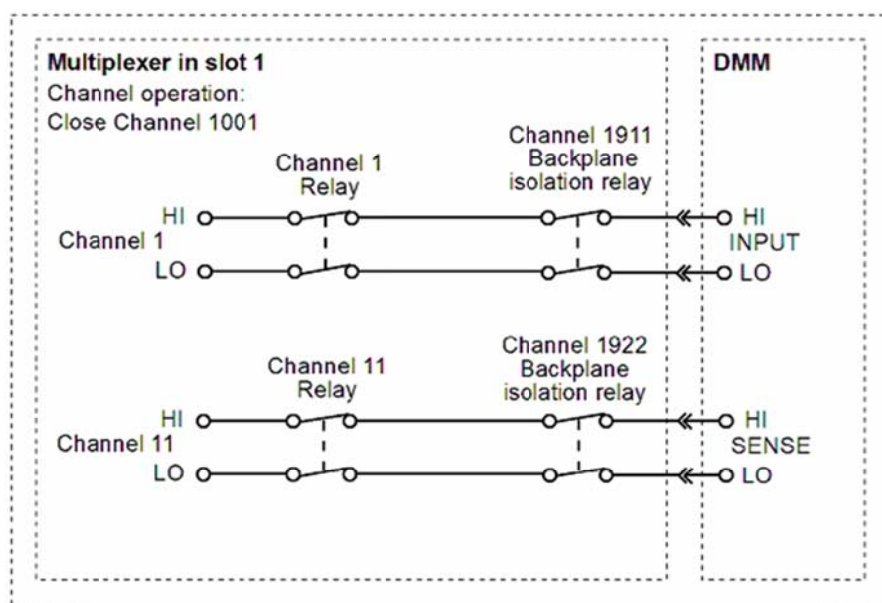 Multiplexer in slot 1
Channel operation:
Close Channel 1001
DMM
Channel 1
Relay
Channel 1911
Backplane
isolation relay
HI
Channel 1
LO
HI
INPUT
LO
Channel 11
Relay
Channel 1922
Backplane
isolation relay
HI
Channel 11
LO
HI
SENSE
LO